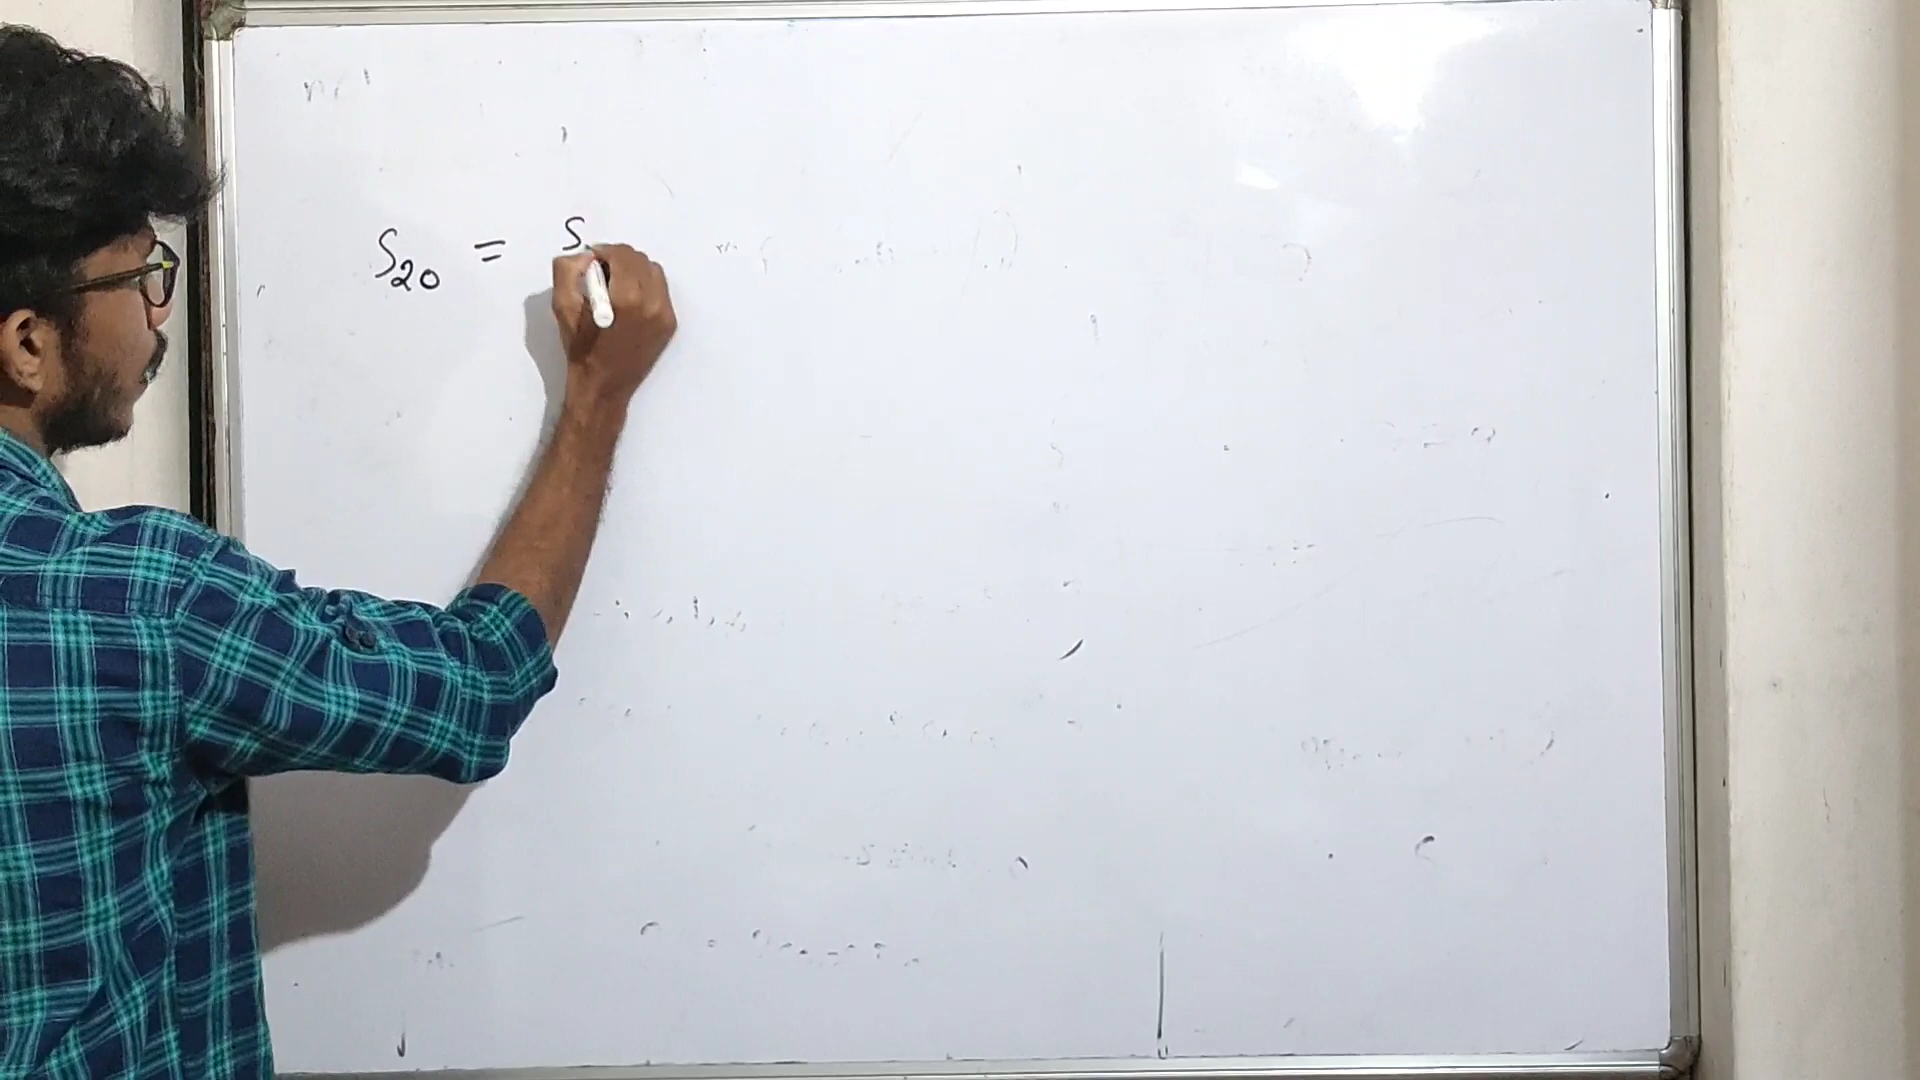 S₂₀ = S